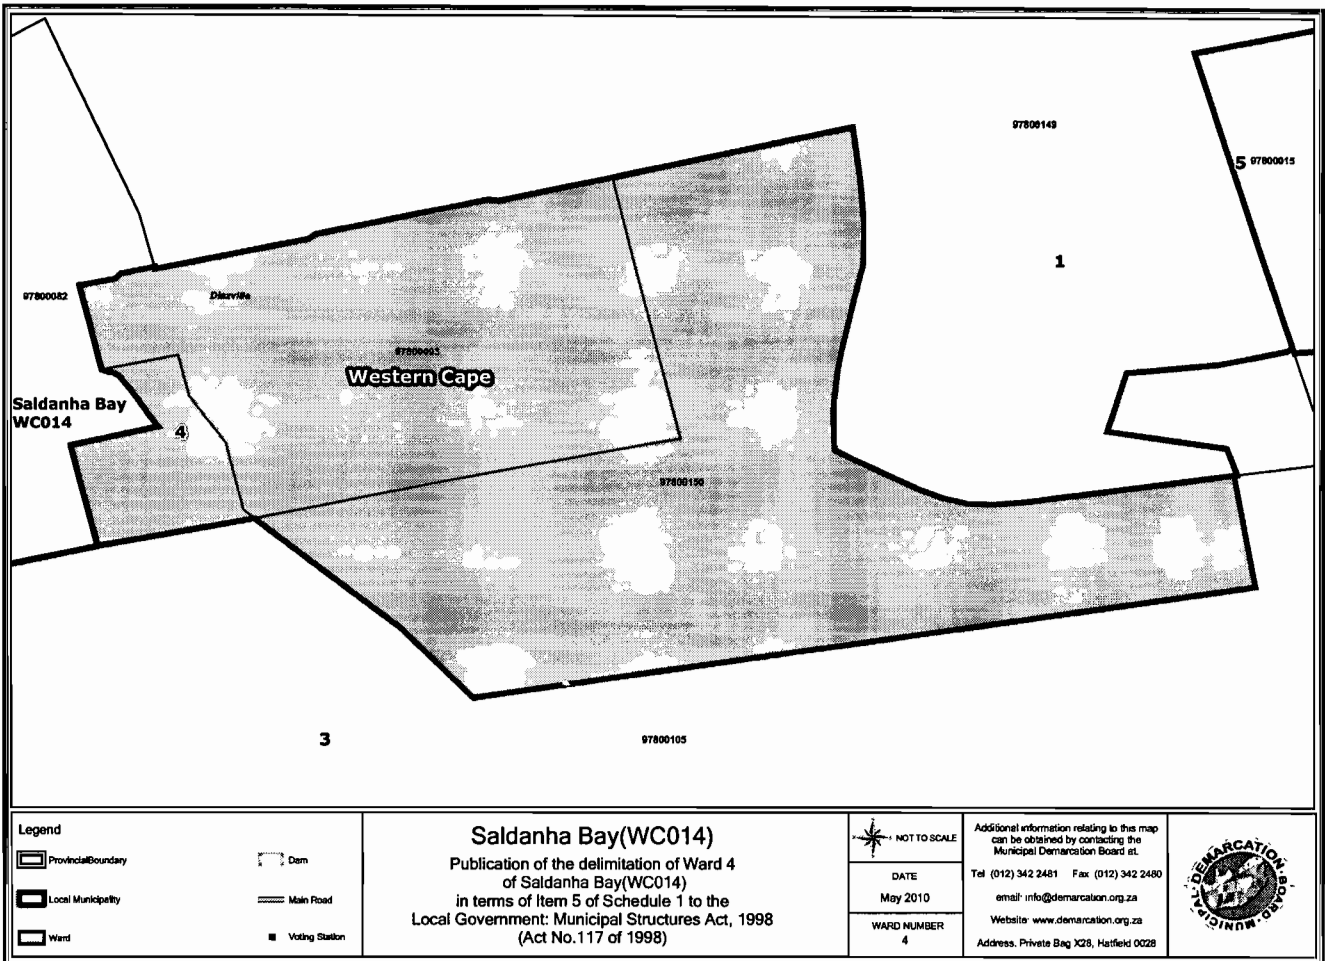 97800149
5 97800015
1
97800082
Diazville
97800093
Western Cape
Saldanha Bay
WC014
4
97800150
3
97800105
Legend
ProvincialBoundary
Dam
Local Municipality
Main Road
Ward
Voting Station
Saldanha Bay(WC014)
Publication of the delimitation of Ward 4
of Saldanha Bay(WC014)
in terms of Item 5 of Schedule 1 to the
Local Government: Municipal Structures Act, 1998
(Act No.117 of 1998)
NOT TO SCALE
DATE
May 2010
WARD NUMBER
4
Additional information relating to this map
can be obtained by contacting the
Municipal Demarcation Board at.
Tel (012) 342 2481 Fax (012) 342 2480
email: info@demarcation.org.za
Website: www.demarcation.org.za
Address. Private Bag X28, Hatfield 0028
MUNICIPAL DEMARCATION BOARD